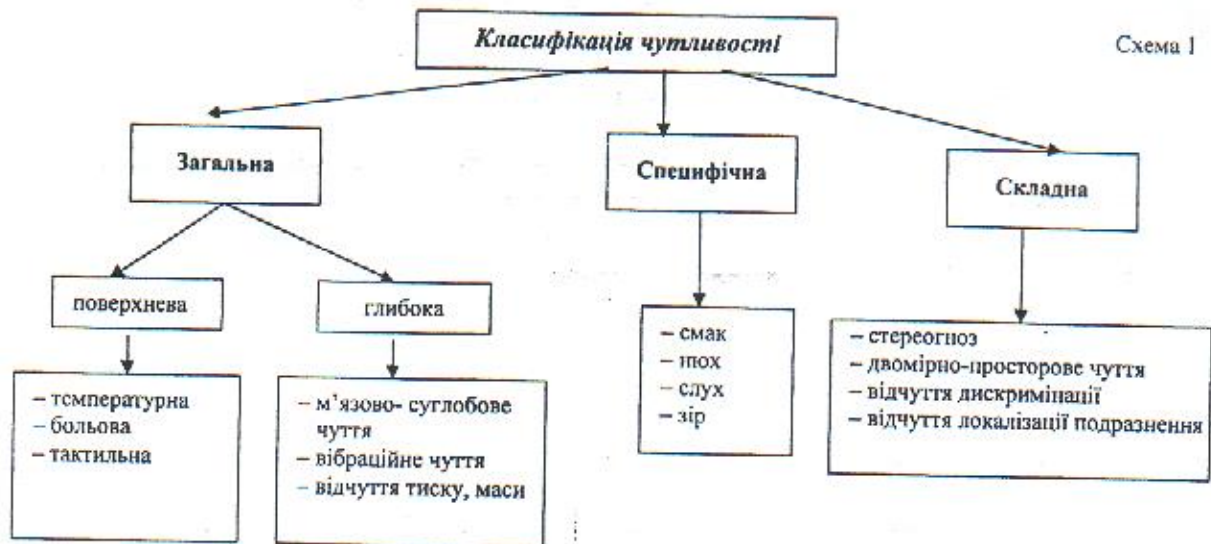 Класифікація чутливості
Схема 1
Загальна
Специфічна
Складна
поверхнева
глибока
– температурна
– больова
– тактильна
– м'язово- суглобове
чуття
– вібраційне чуття
– відчуття тиску, маси
– смак
– нюх
– слух
– зір
– стереогноз
– двомірно-просторове чуття
– відчуття дискримінації
– відчуття локалізації подразнення